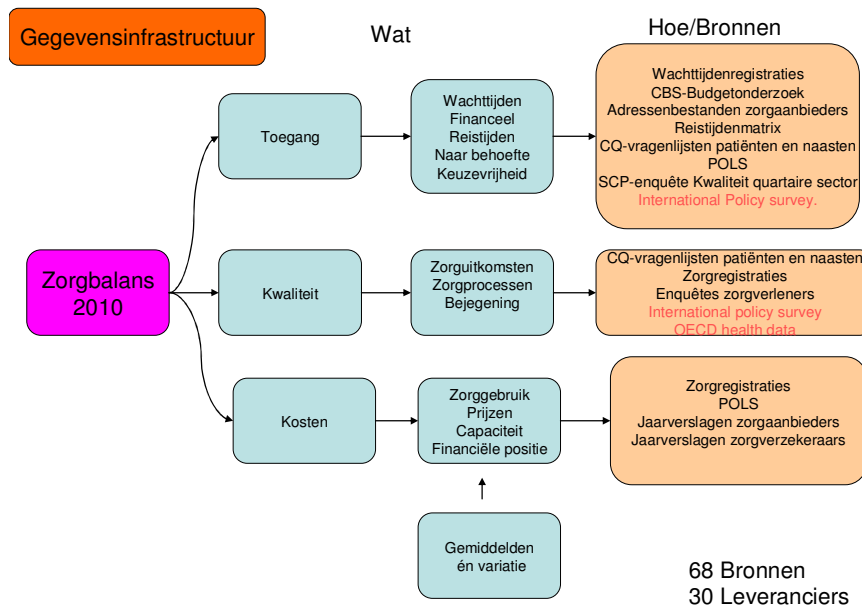 Gegevensinfrastructuur
Wat
Hoe/Bronnen
Zorgbalans
2010
Toegang
Wachttijden
Financeel
Reistijden
Naar behoefte
Keuzevrijheid
Wachttijdenregistraties
CBS-Budgetonderzoek
Adressenbestanden zorgaanbieders
Reistijdenmatrix
CQ-vragenlijsten patiënten en naasten
POLS
SCP-enquête Kwaliteit quartaire sector
International Policy survey.
Kwaliteit
Zorguitkomsten
Zorgprocessen
Bejegening
CQ-vragenlijsten patiënten en naasten
Zorgregistraties
Enquêtes zorgverleners
International policy survey
OECD health data
Kosten
Zorggebruik
Prijzen
Capaciteit
Financiële positie
Zorgregistraties
POLS
Jaarverslagen zorgaanbieders
Jaarverslagen zorgverzekeraars
Gemiddelden
én variatie
68 Bronnen
30 Leveranciers